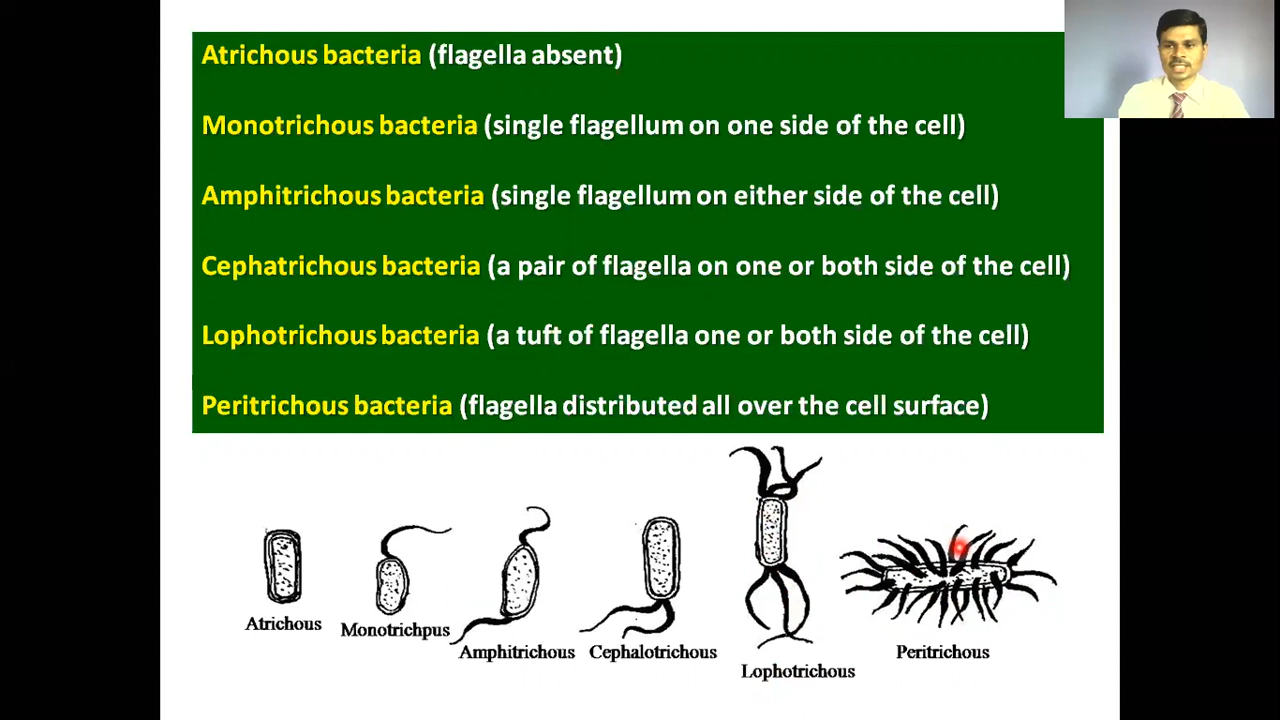 Atrichous bacteria (flagella absent)
Monotrichous bacteria (single flagellum on one side of the cell)
Amphitrichous bacteria (single flagellum on either side of the cell)
Cephatrichous bacteria (a pair of flagella on one or both side of the cell)
Lophotrichous bacteria (a tuft of flagella one or both side of the cell)
Peritrichous bacteria (flagella distributed all over the cell surface)
Atrichous
Monotrichpus
Amphitrichous
Cephalotrichous
Lophotrichous
Peritrichous